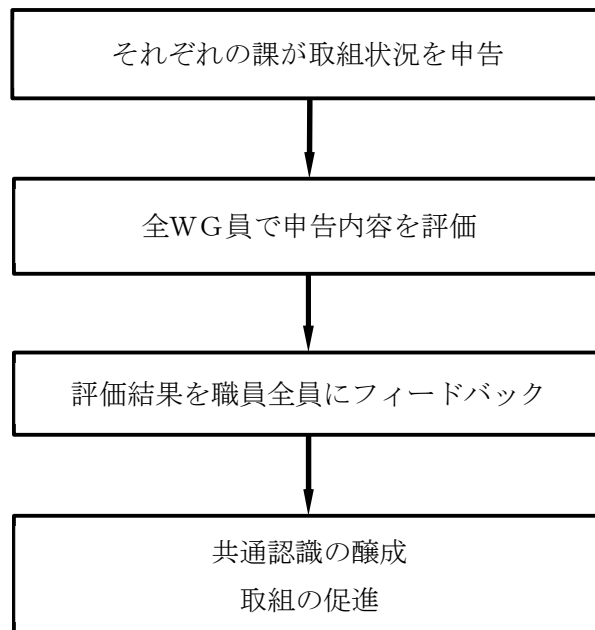 それぞれの課が取組状況を申告
全WＧ員で申告内容を評価
評価結果を職員全員にフィードバック
共通認識の醸成
取組の促進